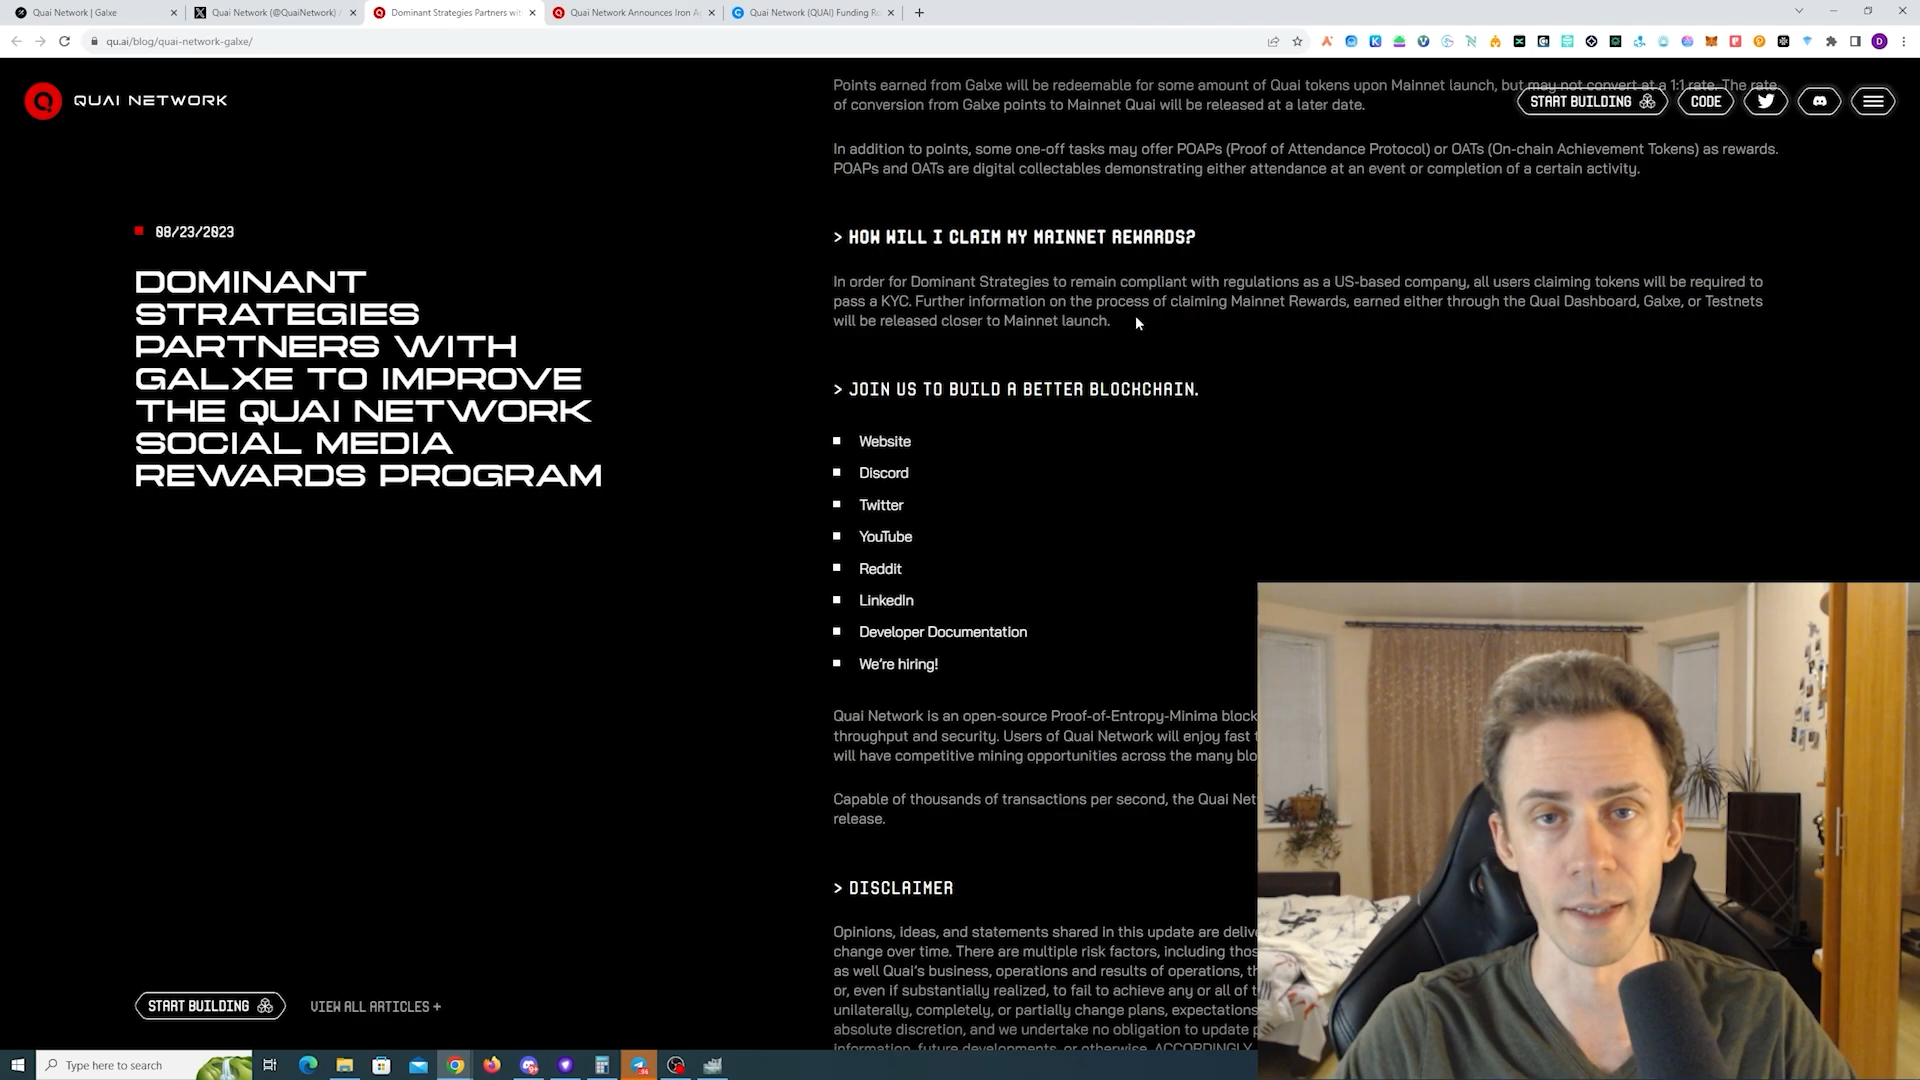 Quai Network | Galxe
Quai Network (@QuaiNetwork) /
Dominant Strategies Partners wit
Quai Network Announces Iron A
Quai Network (QUAI) Funding Ro
qu.ai/blog/quai-network-galxe/
QUAI NETWORK
START BUILDING
CODE
08/23/2023
DOMINANT
STRATEGIES
PARTNERS WITH
GALXE TO IMPROVE
THE QUAI NETWORK
SOCIAL MEDIA
REWARDS PROGRAM
START BUILDING
VIEW ALL ARTICLES +
Points earned from Galxe will be redeemable for some amount of Quai tokens upon Mainnet launch, but may not convert at a 1:1 rate. The rate
of conversion from Galxe points to Mainnet Quai will be released at a later date.
In addition to points, some one-off tasks may offer POAPs (Proof of Attendance Protocol) or OATs (On-chain Achievement Tokens) as rewards.
POAPs and OATs are digital collectables demonstrating either attendance at an event or completion of a certain activity.
> HOW WILL I CLAIM MY MAINNET REWARDS?
In order for Dominant Strategies to remain compliant with regulations as a US-based company, all users claiming tokens will be required to
pass a KYC. Further information on the process of claiming Mainnet Rewards, earned either through the Quai Dashboard, Galxe, or Testnets
will be released closer to Mainnet launch.
> JOIN US TO BUILD A BETTER BLOCKCHAIN.
Website
Discord
Twitter
YouTube
Reddit
LinkedIn
Developer Documentation
We're hiring!
Quai Network is an open-source Proof-of-Entropy-Minima block
throughput and security. Users of Quai Network will enjoy fast
will have competitive mining opportunities across the many blo
Capable of thousands of transactions per second, the Quai Net
release.
> DISCLAIMER
Opinions, ideas, and statements shared in this update are deliv
change over time. There are multiple risk factors, including thos
as well Quai's business, operations and results of operations, th
or, even if substantially realized, to fail to achieve any or all of t
unilaterally, completely, or partially change plans, expectations
absolute discretion, and we undertake no obligation to update p
information, future developments, or otherwise. ACCORDINGLY
Type here to search